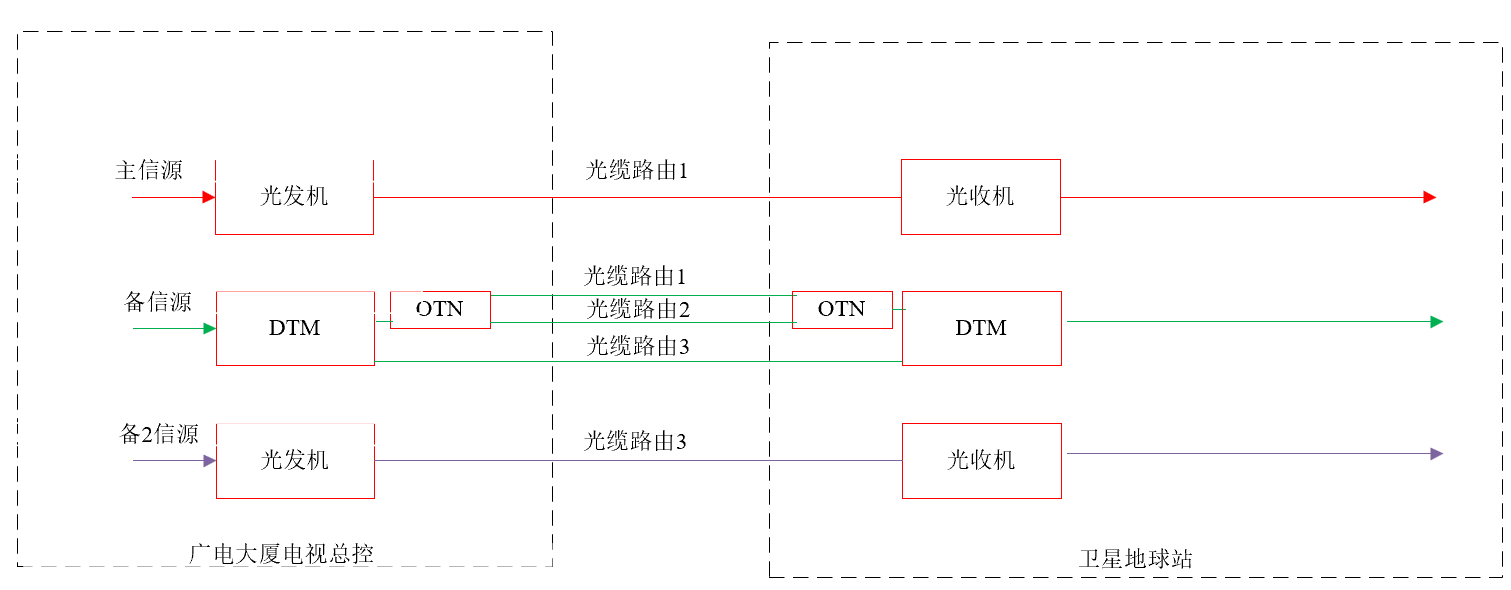 主信源
光发机
光缆路由1
光收机
备信源
DTM
OTN
光缆路由1
光缆路由2
光缆路由3
OTN
DTM
备2信源
光发机
光缆路由3
光收机
广电大厦电视总控
卫星地球站